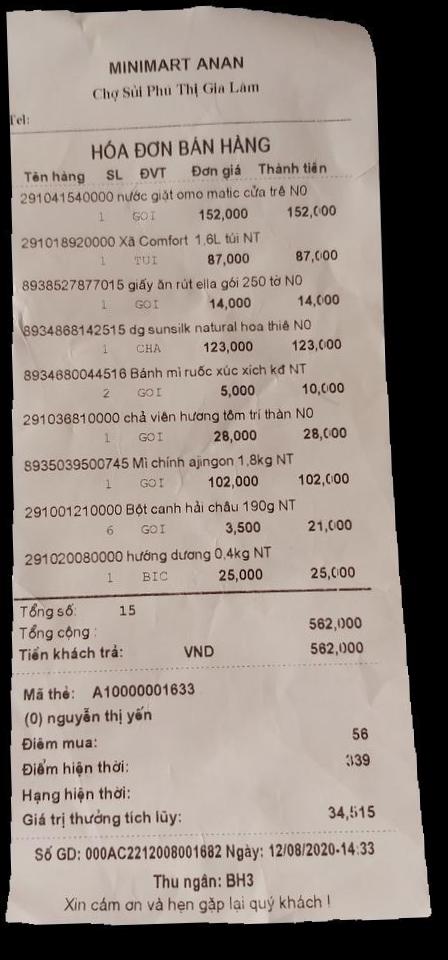 MINIMART ANAN
Chợ Sủi Phú Thị Gia Lâm
Tel:
HÓA ĐƠN BÁN HÀNG
Tên hàng SL ĐVT Đơn giá Thành tiền
291041540000 nước giặt omo matic cửa trê N0
1 GOI 152,000 152,000
291018920000 Xã Comfort 1,6L túi NT
1 TUI 87,000 87,000
8938527877015 giấy ăn rút ella gói 250 tờ N0
1 GOI 14,000 14,000
8934868142515 dg sunsilk natural hoa thiê N0
1 CHA 123,000 123,000
8934680044516 Bánh mì ruốc xúc xích kđ NT
2 GOI 5,000 10,000
291036810000 chả viên hương tôm trí thàn N0
1 GOI 28,000 28,000
8935039500745 Mì chính ajingon 1,8kg NT
1 GOI 102,000 102,000
291001210000 Bột canh hải châu 190g NT
6 GOI 3,500 21,000
291020080000 hướng dương 0,4kg NT
1 BIC 25,000 25,000
Tổng số: 15
Tổng cộng : 562,000
Tiền khách trả: VND 562,000
Mã thẻ: A10000001633
(0) nguyễn thị yến
Điểm mua: 56
Điểm hiện thời: 339
Hạng hiện thời:
Giá trị thưởng tích lũy: 34,515
Số GD: 000AC2212008001682 Ngày: 12/08/2020-14:33
Thu ngân: BH3
Xin cám ơn và hẹn gặp lại quý khách !